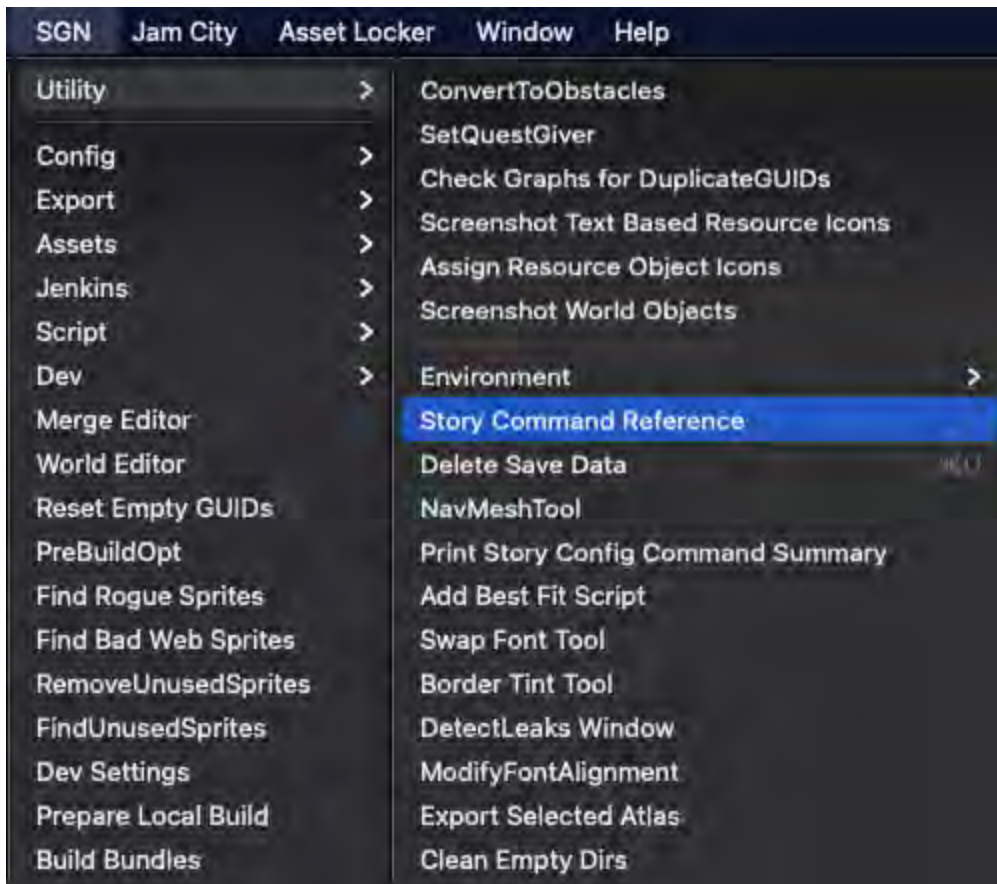 SGN Jam City Asset Locker Window Help
Utility >
Config >
Export >
Assets >
Jenkins >
Script >
Dev >
Merge Editor
World Editor
Reset Empty GUIDs
PreBuildOpt
Find Rogue Sprites
Find Bad Web Sprites
RemoveUnusedSprites
FindUnusedSprites
Dev Settings
Prepare Local Build
Build Bundles
ConvertToObstacles
SetQuestGiver
Check Graphs for DuplicateGUIDs
Screenshot Text Based Resource Icons
Assign Resource Object Icons
Screenshot World Objects
Environment >
Story Command Reference
Delete Save Data
NavMeshTool
Print Story Config Command Summary
Add Best Fit Script
Swap Font Tool
Border Tint Tool
DetectLeaks Window
ModifyFontAlignment
Export Selected Atlas
Clean Empty Dirs